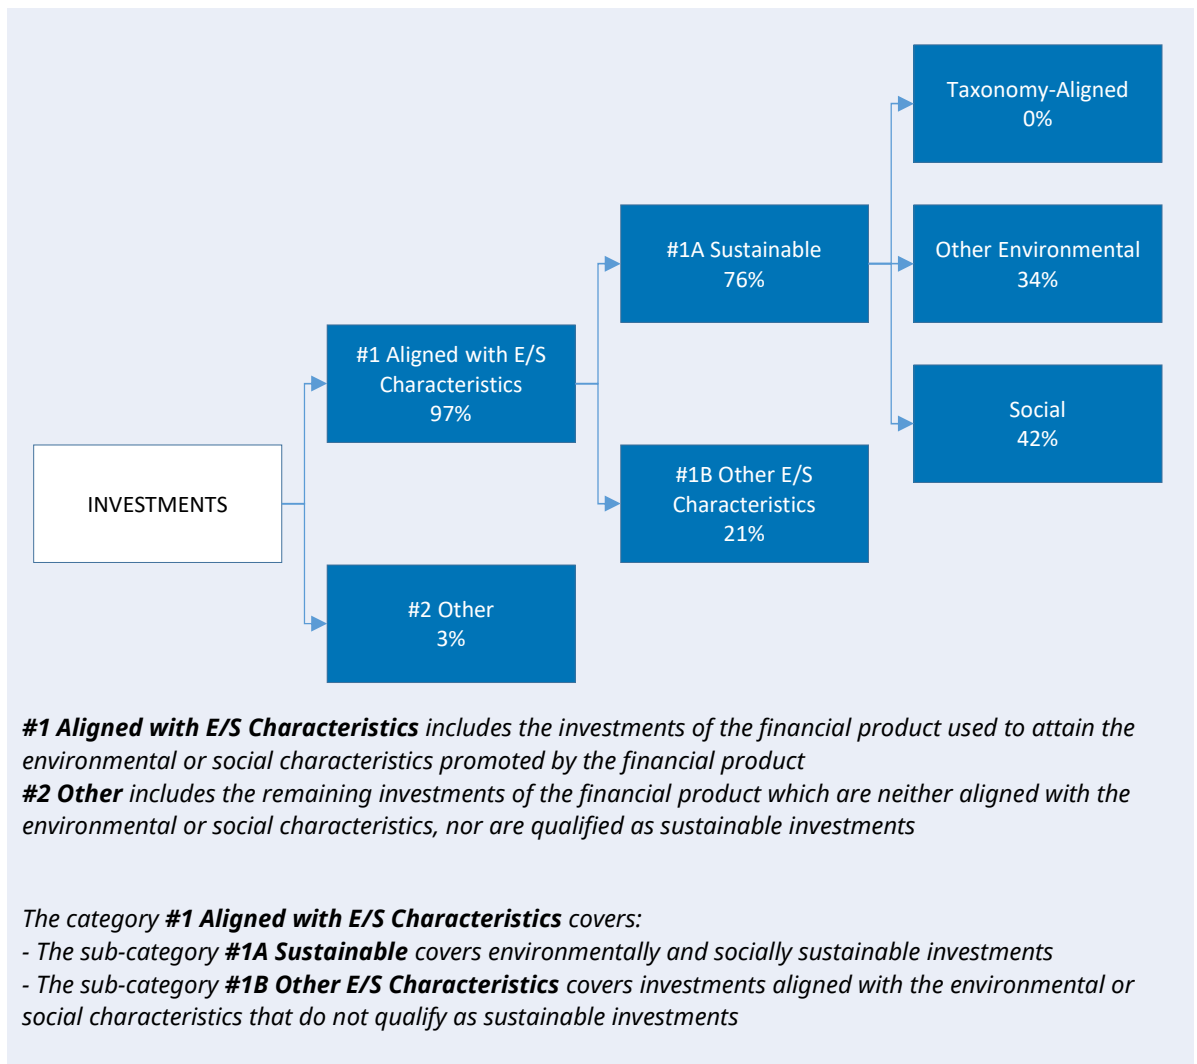 Taxonomy-Aligned
0%
#1A Sustainable
76%
Other Environmental
34%
#1 Aligned with E/S
Characteristics
97%
Social
42%
INVESTMENTS
#1B Other E/S
Characteristics
21%
#2 Other
3%
#1 Aligned with E/S Characteristics includes the investments of the financial product used to attain the
environmental or social characteristics promoted by the financial product
#2 Other includes the remaining investments of the financial product which are neither aligned with the
environmental or social characteristics, nor are qualified as sustainable investments
The category #1 Aligned with E/S Characteristics covers:
- The sub-category #1A Sustainable covers environmentally and socially sustainable investments
- The sub-category #1B Other E/S Characteristics covers investments aligned with the environmental or
social characteristics that do not qualify as sustainable investments